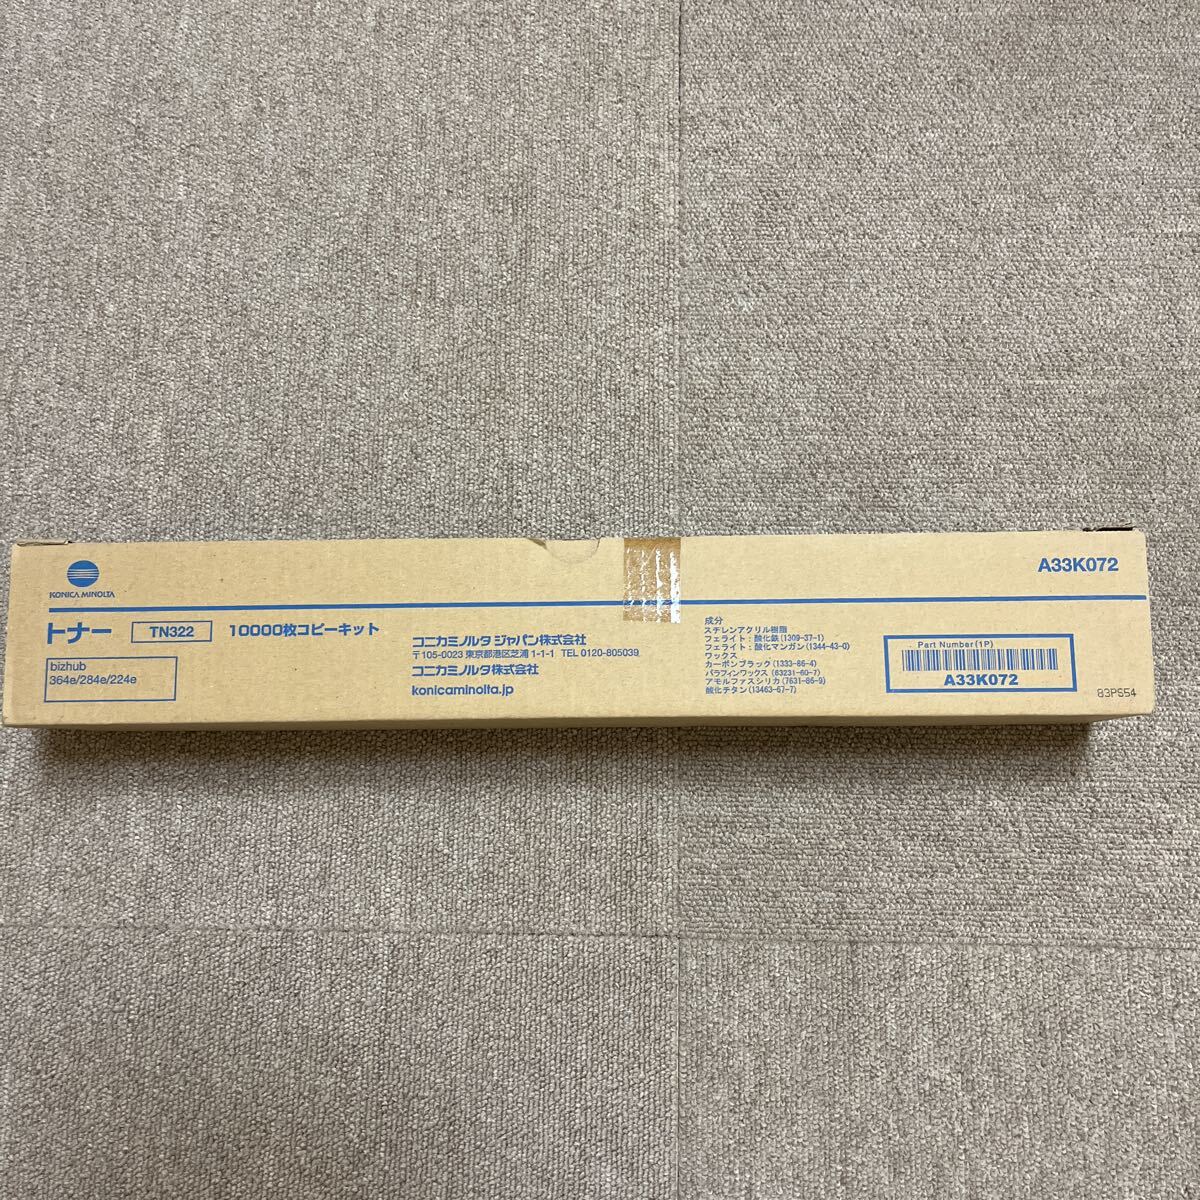 KONICA MINOLTA
A33K072
トナー TN322 10000枚コピーキット
bizhub
364e/284e/224e
コニカミノルタ ジャパン株式会社
〒105-0023 東京都港区芝浦 1-1-1 TEL 0120-805039
コニカミノルタ株式会社
konicaminolta.jp
成分
スチレンアクリル樹脂
フェライト：酸化鉄(1309-37-1)
フェライト：酸化マンガン(1344-43-0)
ワックス
カーボンブラック(1333-86-4)
パラフィンワックス(63231-60-7)
アモルファスシリカ(7631-86-9)
酸化チタン(13463-67-7)
Part Number(1P)
A33K072
83PS54